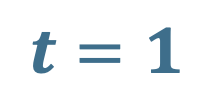 t = 1